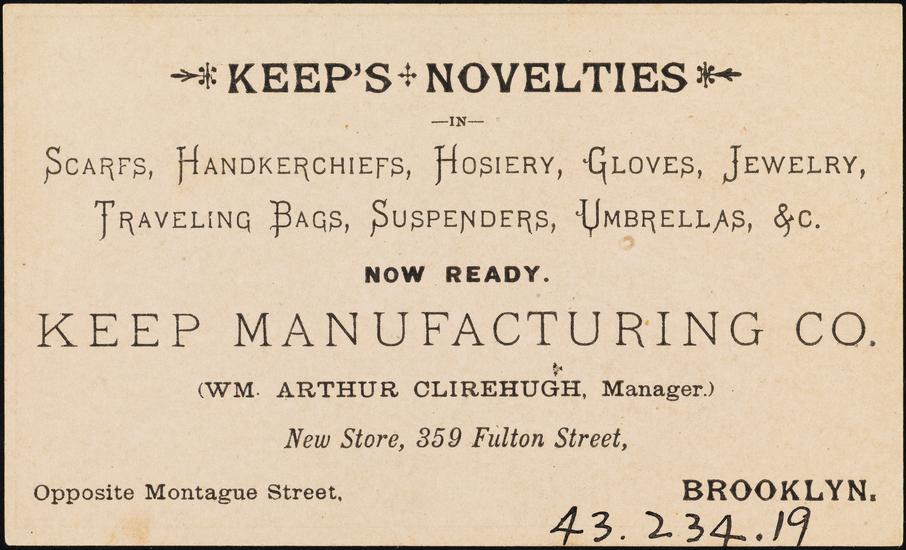 KEEP'S NOVELTIES
—IN—
SCARFS, HANDKERCHIEFS, HOSIERY, GLOVES, JEWELRY,
TRAVELING BAGS, SUSPENDERS, UMBRELLAS, &C.
NOW READY.
KEEP MANUFACTURING CO.
(WM. ARTHUR CLIREHUGH, Manager.)
New Store, 359 Fulton Street,
Opposite Montague Street, BROOKLYN.
43.234.19